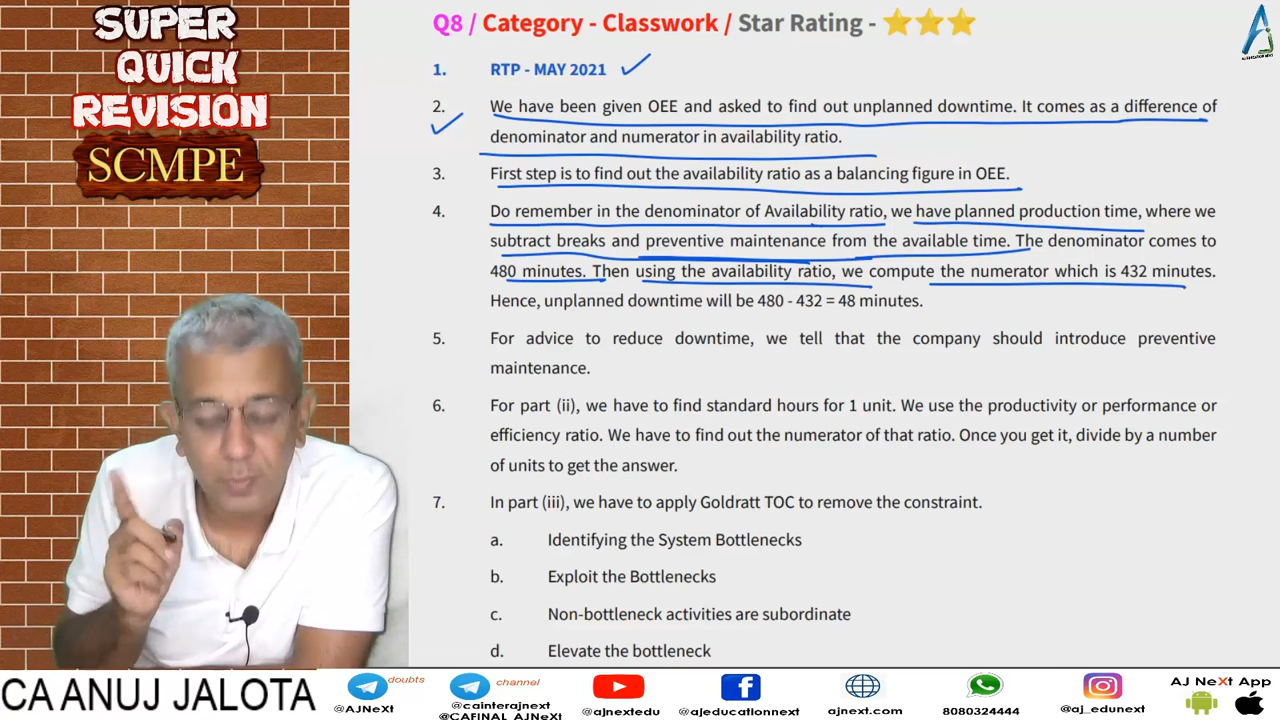 SUPER
QUICK
REVISION
SCMPE
Q8 / Category - Classwork / Star Rating -
1. RTP - MAY 2021
2. We have been given OEE and asked to find out unplanned downtime. It comes as a difference of
denominator and numerator in availability ratio.
3. First step is to find out the availability ratio as a balancing figure in OEE.
4. Do remember in the denominator of Availability ratio, we have planned production time, where we
subtract breaks and preventive maintenance from the available time. The denominator comes to
480 minutes. Then using the availability ratio, we compute the numerator which is 432 minutes.
Hence, unplanned downtime will be 480 - 432 = 48 minutes.
5. For advice to reduce downtime, we tell that the company should introduce preventive
maintenance.
6. For part (ii), we have to find standard hours for 1 unit. We use the productivity or performance or
efficiency ratio. We have to find out the numerator of that ratio. Once you get it, divide by a number
of units to get the answer.
7. In part (iii), we have to apply Goldratt TOC to remove the constraint.
a. Identifying the System Bottlenecks
b. Exploit the Bottlenecks
c. Non-bottleneck activities are subordinate
d. Elevate the bottleneck
CA ANUJ JALOTA
doubts
@AJNeXt
channel
@cainterajnext
@CAFINAL_AJNeXt
@ajnextedu
@ajeducationnext
ajnext.com
8080324444
@aj_edunext
AJ NeXt App